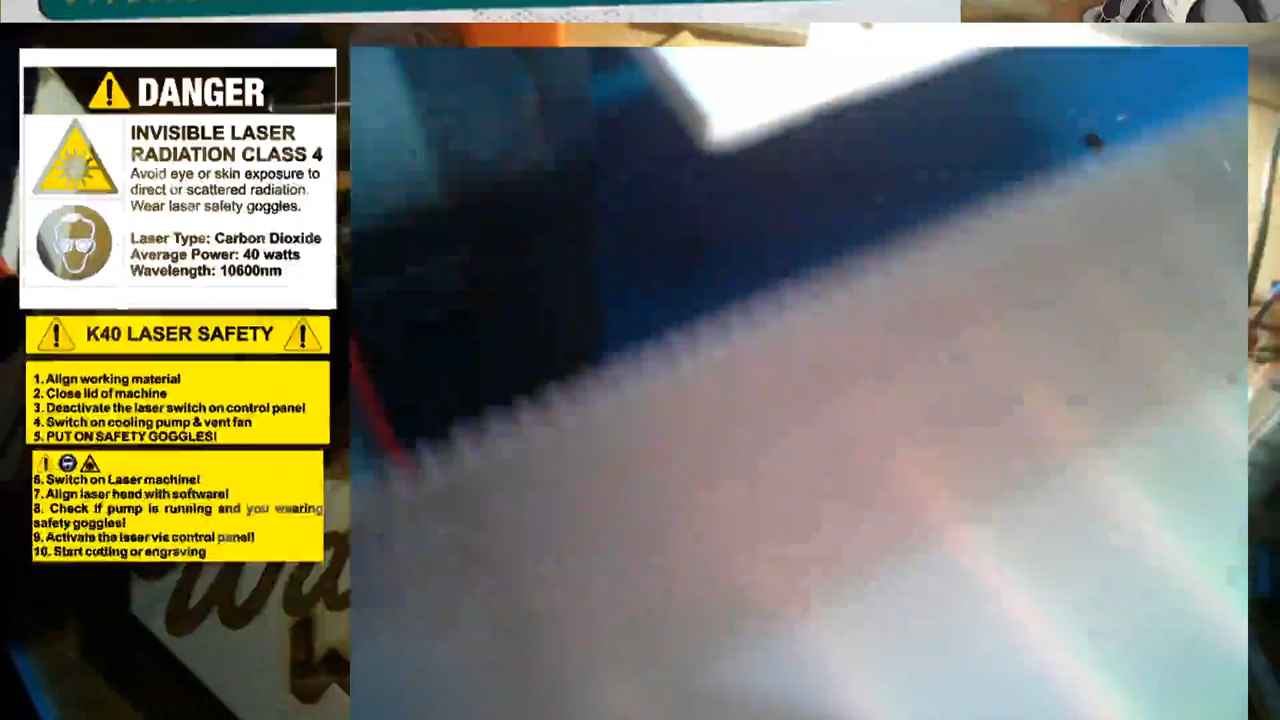 DANGER
INVISIBLE LASER
RADIATION CLASS 4
Avoid eye or skin exposure to
direct or scattered radiation.
Wear laser safety goggles.
Laser Type: Carbon Dioxide
Average Power: 40 watts
Wavelength: 10600nm
K40 LASER SAFETY
1. Align working material
2. Close lid of machine
3. Deactivate the laser switch on control panel
4. Switch on cooling pump & vent fan
5. PUT ON SAFETY GOGGLES!
6. Switch on Laser machine!
7. Align laser head with software!
8. Check if pump is running and you wearing
safety goggles!
9. Activate the laser via control panel!
10. Start cutting or engraving